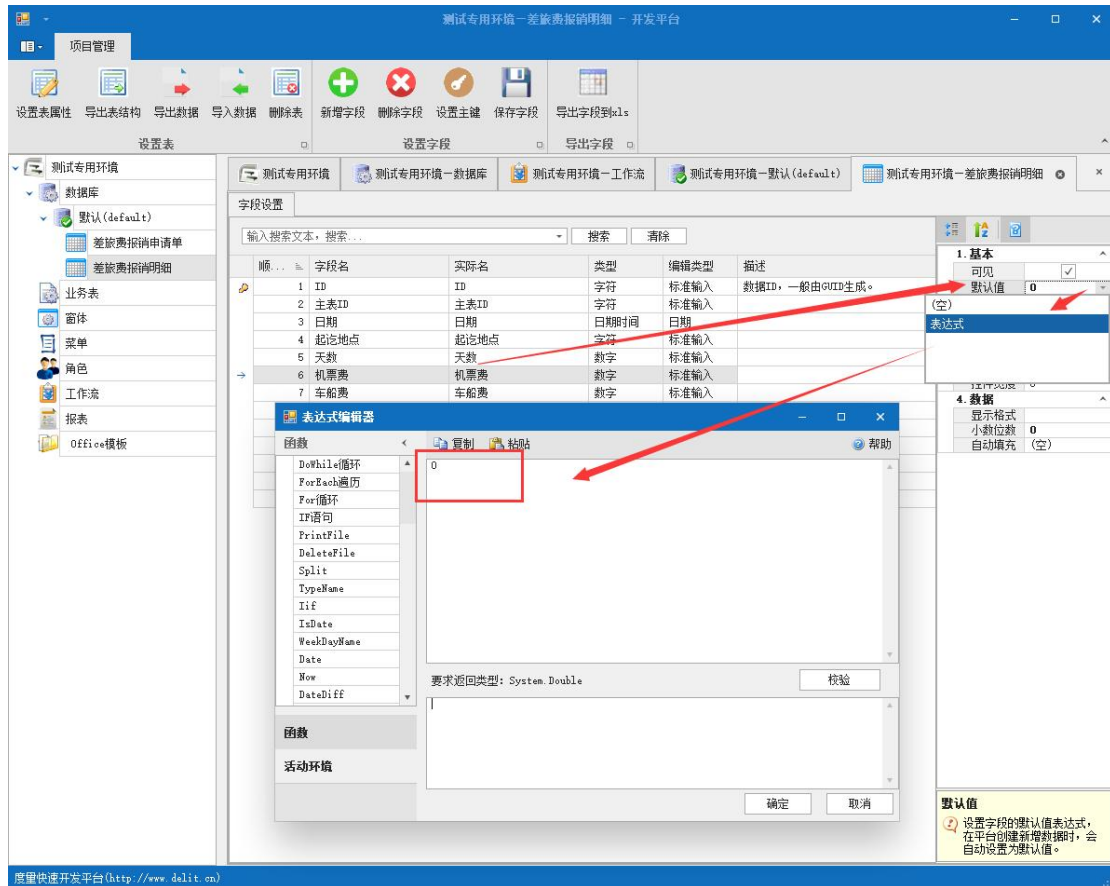 测试专用环境－差旅费报销明细 － 开发平台
项目管理
设置表属性 导出表结构 导出数据 导入数据 删除表 新增字段 删除字段 设置主键 保存字段 导出字段到xls
设置表 设置字段 导出字段
测试专用环境
数据库
默认(default)
差旅费报销申请单
差旅费报销明细
业务表
窗体
菜单
角色
工作流
报表
Office模板
测试专用环境 测试专用环境－数据库 测试专用环境－工作流 测试专用环境－默认(default) 测试专用环境－差旅费报销明细
字段设置
输入搜索文本，搜索... 搜索 清除
顺... 字段名 实际名 类型 编辑类型 描述
1 ID ID 字符 标准输入 数据ID，一般由GUID生成。
2 主表ID 主表ID 字符 标准输入
3 日期 日期 日期时间 日期
4 起讫地点 起讫地点 字符 标准输入
5 天数 天数 数字 标准输入
6 机票费 机票费 数字 标准输入
7 车船费 车船费 数字 标准输入
1.基本
可见
默认值 0
(空)
表达式
4.数据
显示格式
小数位数 0
自动填充 (空)
表达式编辑器
函数 复制 粘贴 帮助
DoWhile循环
ForEach遍历
For循环
IF语句
PrintFile
DeleteFile
Split
TypeName
Iif
IsDate
WeekDayName
Date
Now
DateDiff
0
要求返回类型: System.Double 校验
函数
活动环境
确定 取消
默认值
设置字段的默认值表达式，
在平台创建新增数据时，会
自动设置为默认值。
度量快速开发平台(http://www.delit.cn)